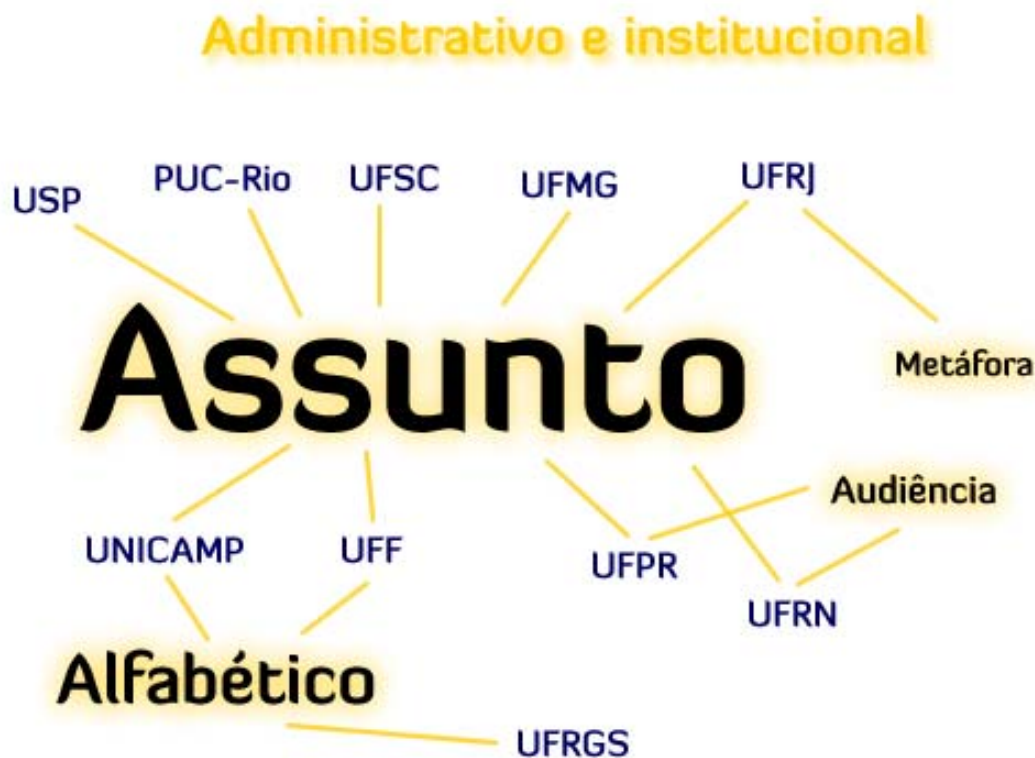 Administrativo e institucional
USP
PUC-Rio
UFSC
UFMG
UFRJ
Assunto
Metáfora
Audiência
UNICAMP
UFF
UFPR
UFRN
Alfabético
UFRGS